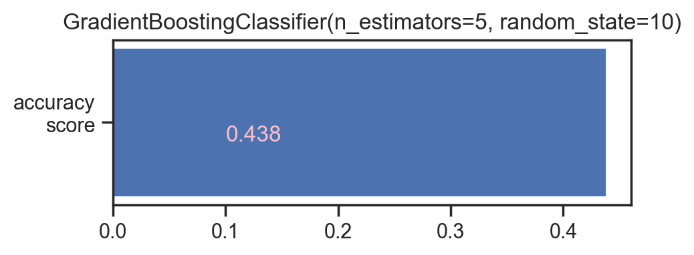 GradientBoostingClassifier(n_estimators=5, random_state=10)
accuracy
score
0.438
0.0 0.1 0.2 0.3 0.4